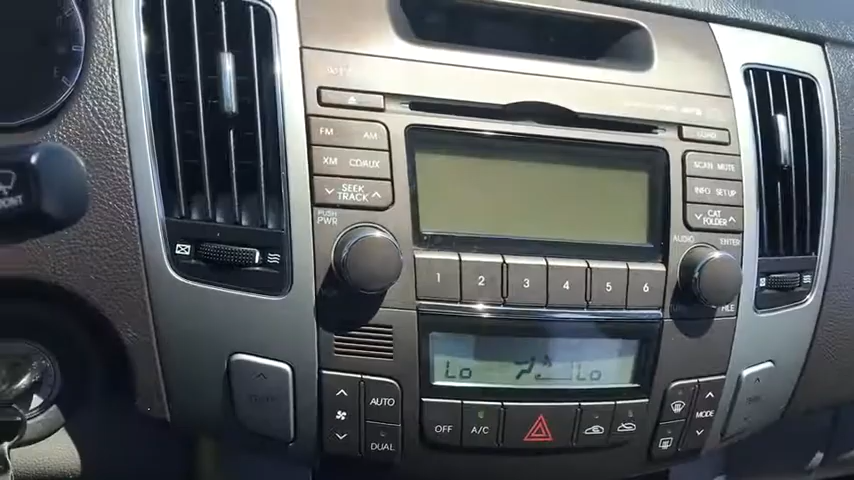 FM AM
LOAD
XM CD/AUX
SCAN MUTE
SEEK
TRACK
INFO SETUP
CAT
FOLDER
PUSH
PWR
AUDIO ENTER
1 2 3 4 5 6
FILE
Lo Lo
AUTO
DUAL
OFF A/C
MODE